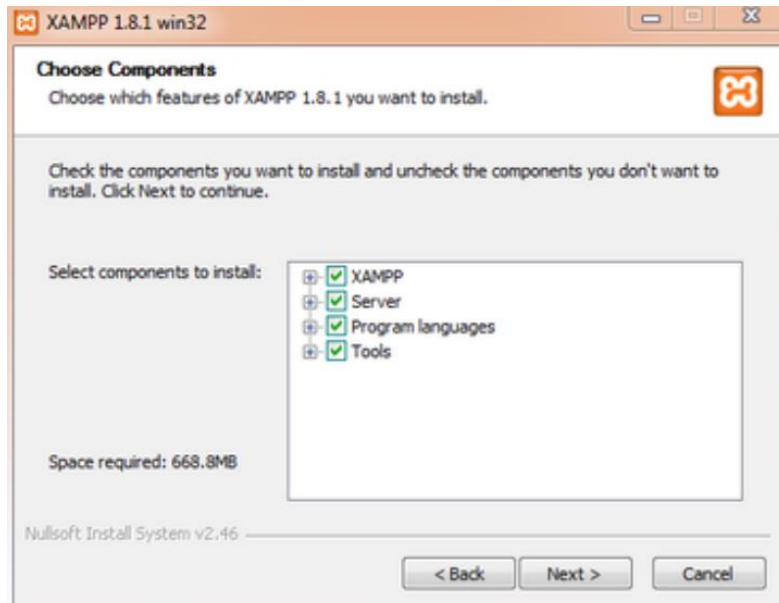 XAMPP 1.8.1 win32
Choose Components
Choose which features of XAMPP 1.8.1 you want to install.
Check the components you want to install and uncheck the components you don't want to
install. Click Next to continue.
Select components to install:
XAMPP
Server
Program languages
Tools
Space required: 668.8MB
Nullsoft Install System v2.46
< Back
Next >
Cancel